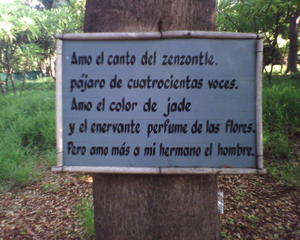 Amo el canto del zenzontle,
pájaro de cuatrocientas voces.
Amo el color de jade
y el enervante perfume de las flores.
Pero amo más a mi hermano el hombre.